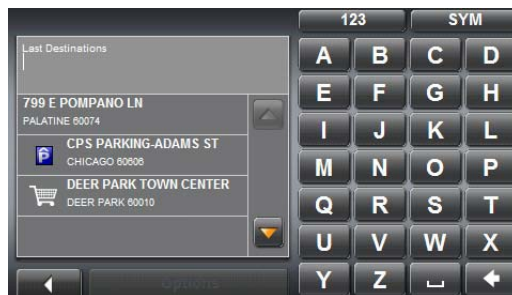 123 SYM
Last Destinations
799 E POMPANO LN
PALATINE 60074
CPS PARKING-ADAMS ST
P
CHICAGO 60606
DEER PARK TOWN CENTER
DEER PARK 60010
Options
A B C D
E F G H
I J K L
M N O P
Q R S T
U V W X
Y Z